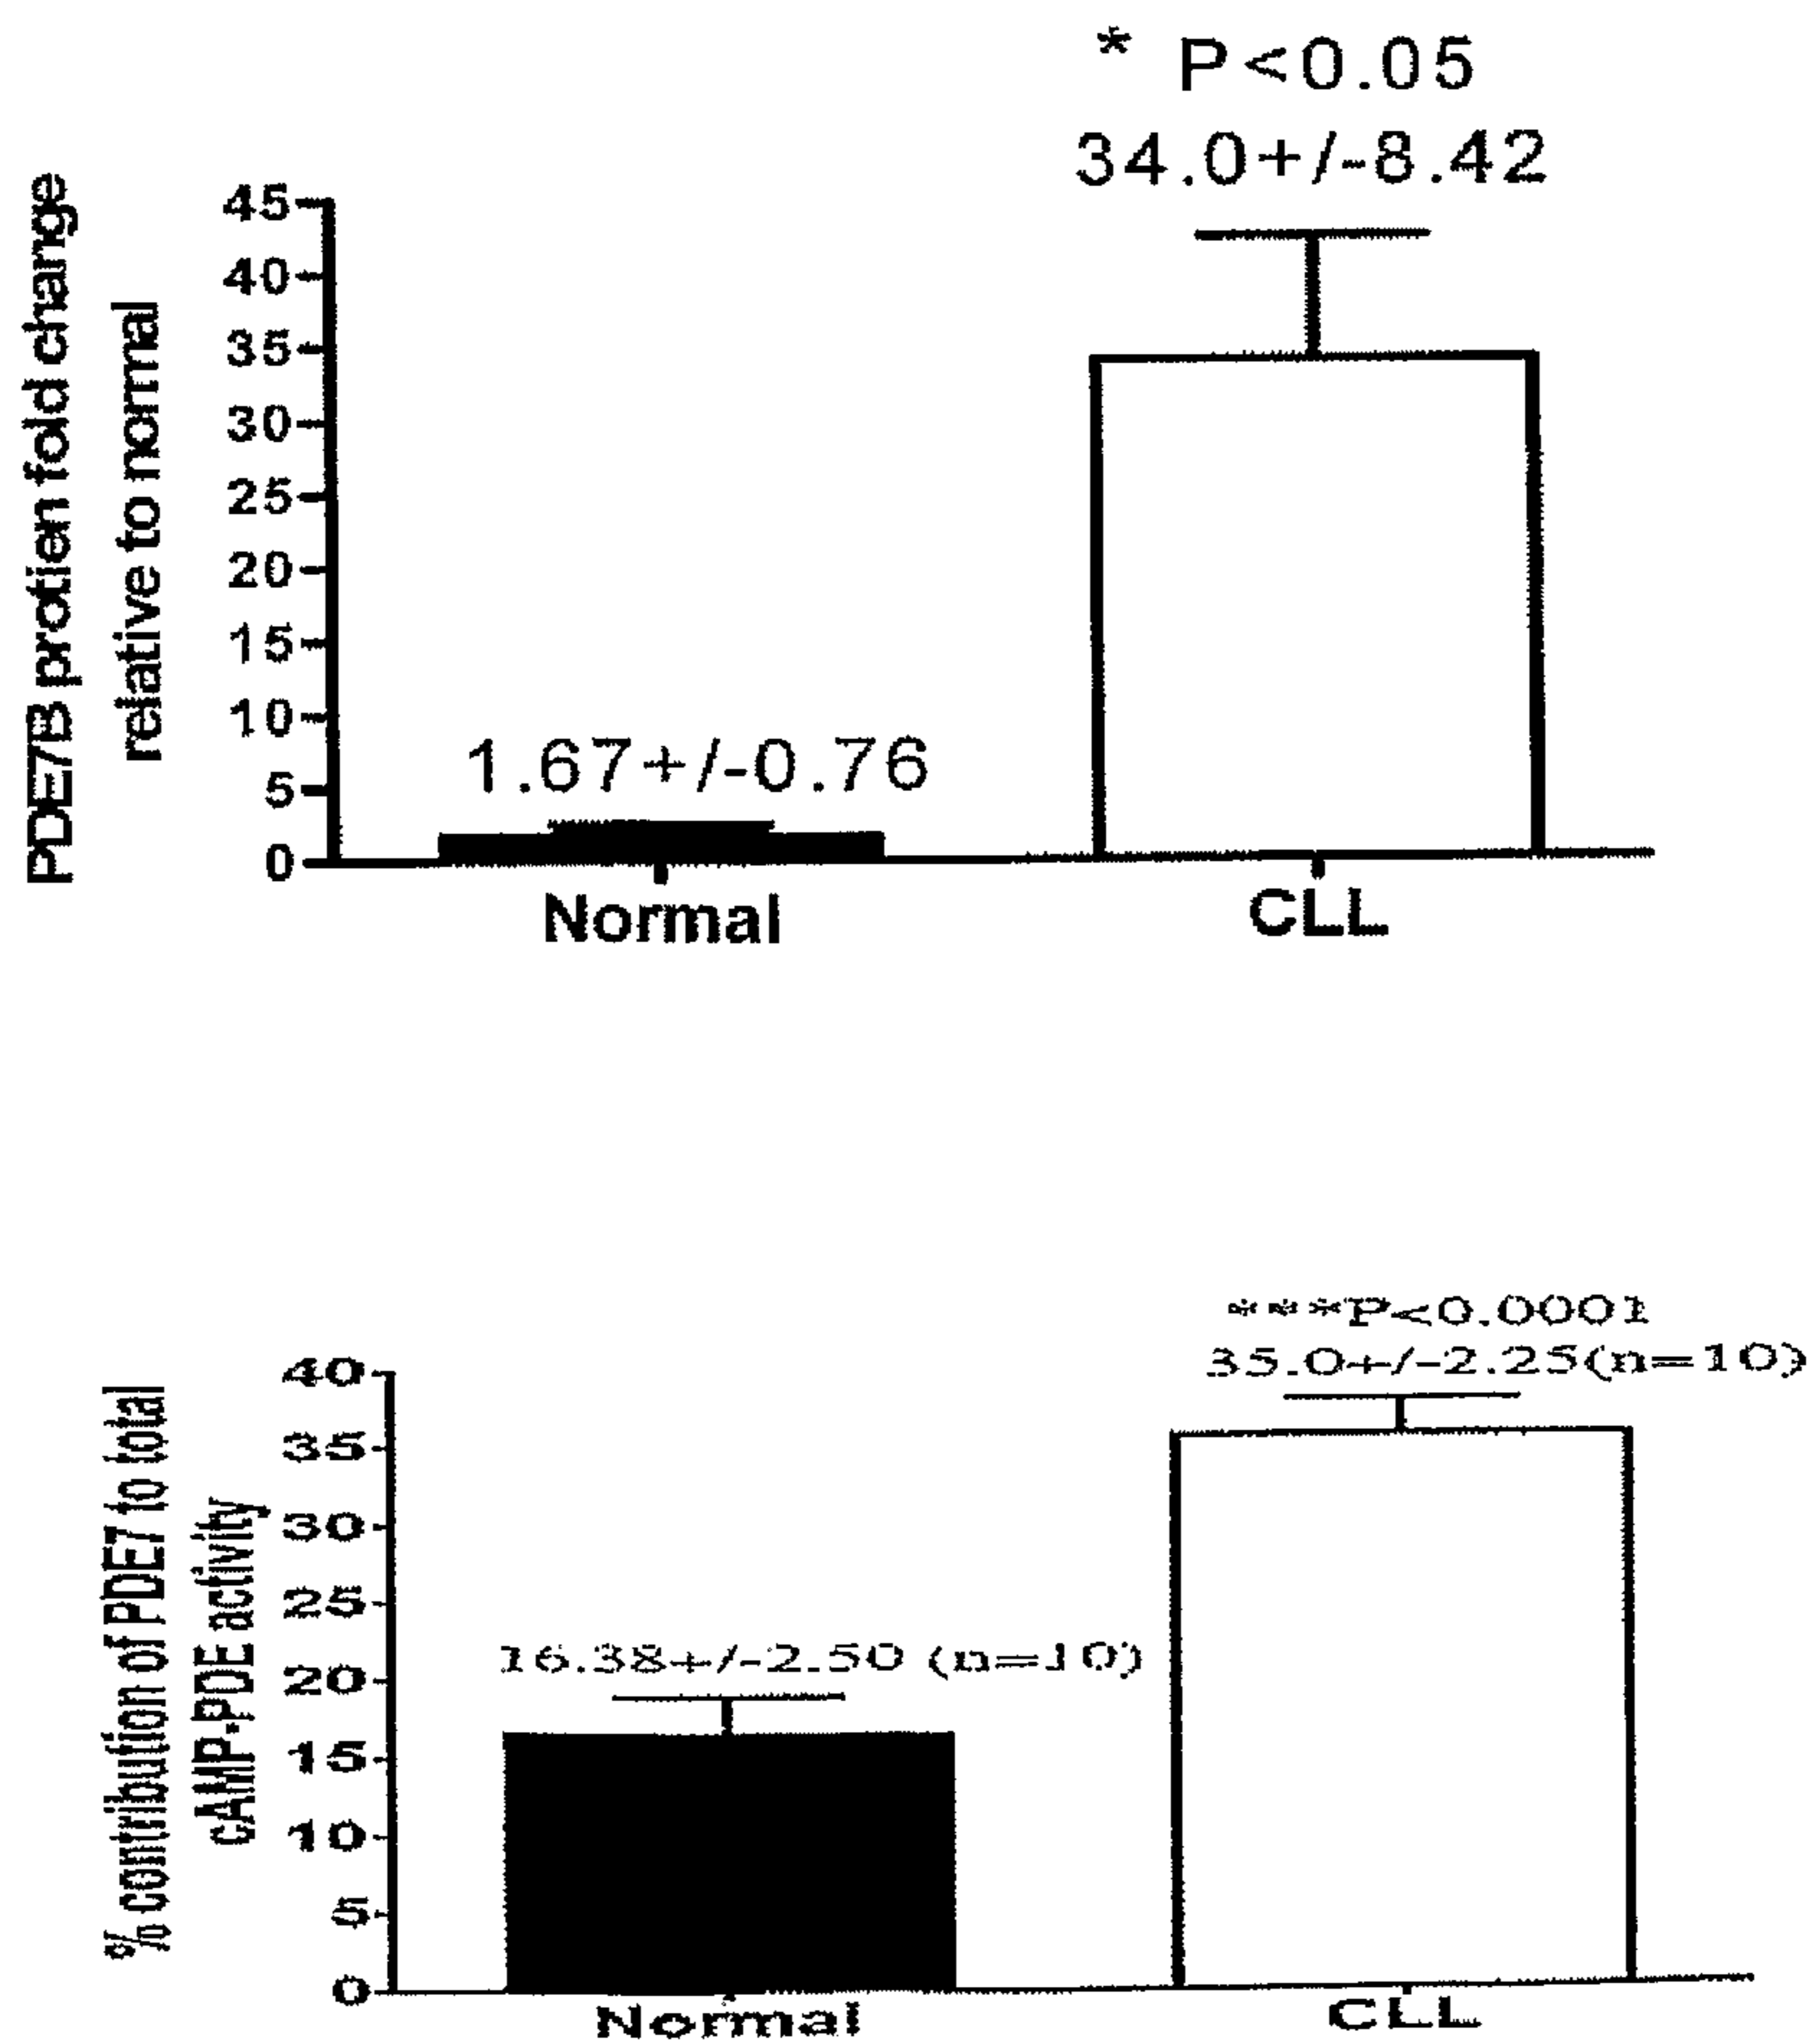 * P<0.05
34.0+/-8.42
PDE7B protien fold change
relative to normal
45
40
35
30
25
20
15
10
5
0
1.67+/-0.76
Normal
CLL
***P<0.0001
35.0+/-2.25(n=10)
% contribution of PDE7 to total
cAMP-PDE activity
40
35
30
25
20
15
10
5
0
16.38+/-2.50 (n=10)
Normal
CLL